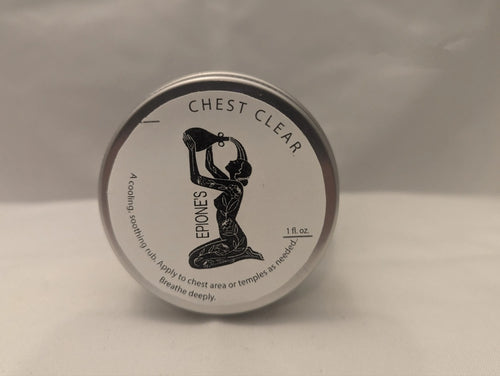 CHEST CLEAR
EPIONE'S
1 fl. oz.
A cooling, soothing rub. Apply to chest area or temples as needed.
Breathe deeply.